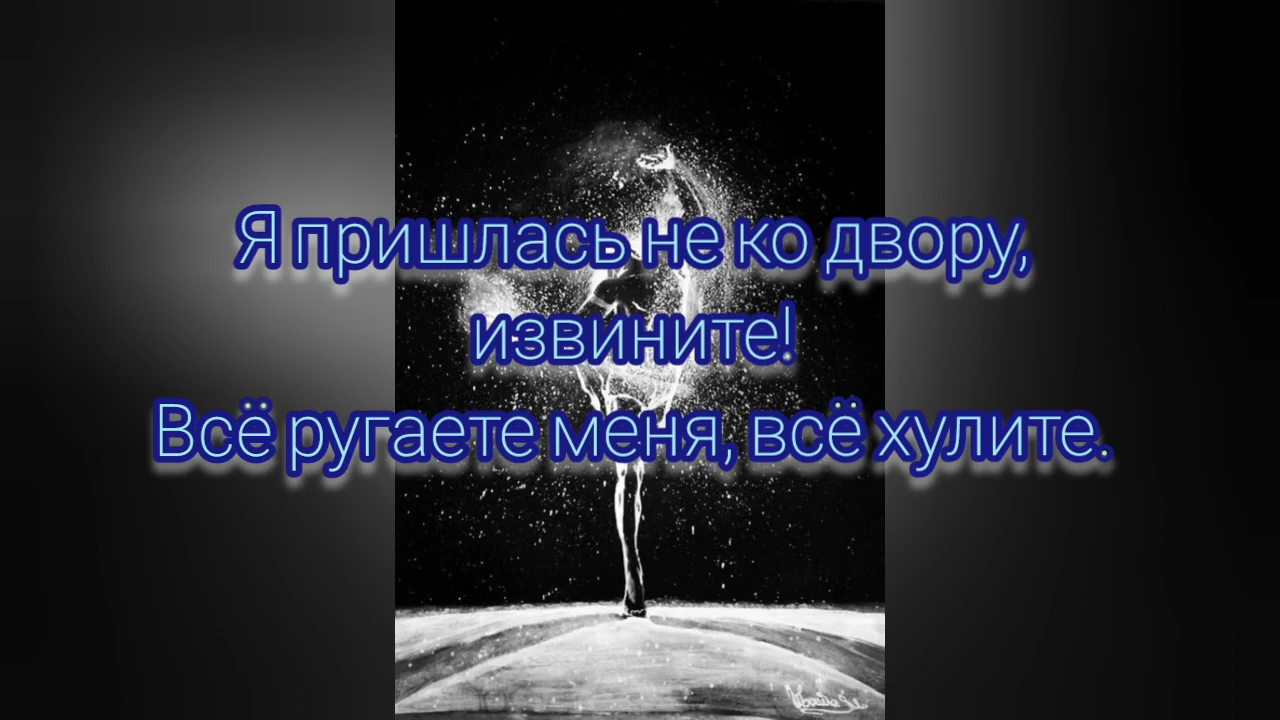 Я пришлась не ко двору,
извините!
Всё ругаете меня, всё хулите.